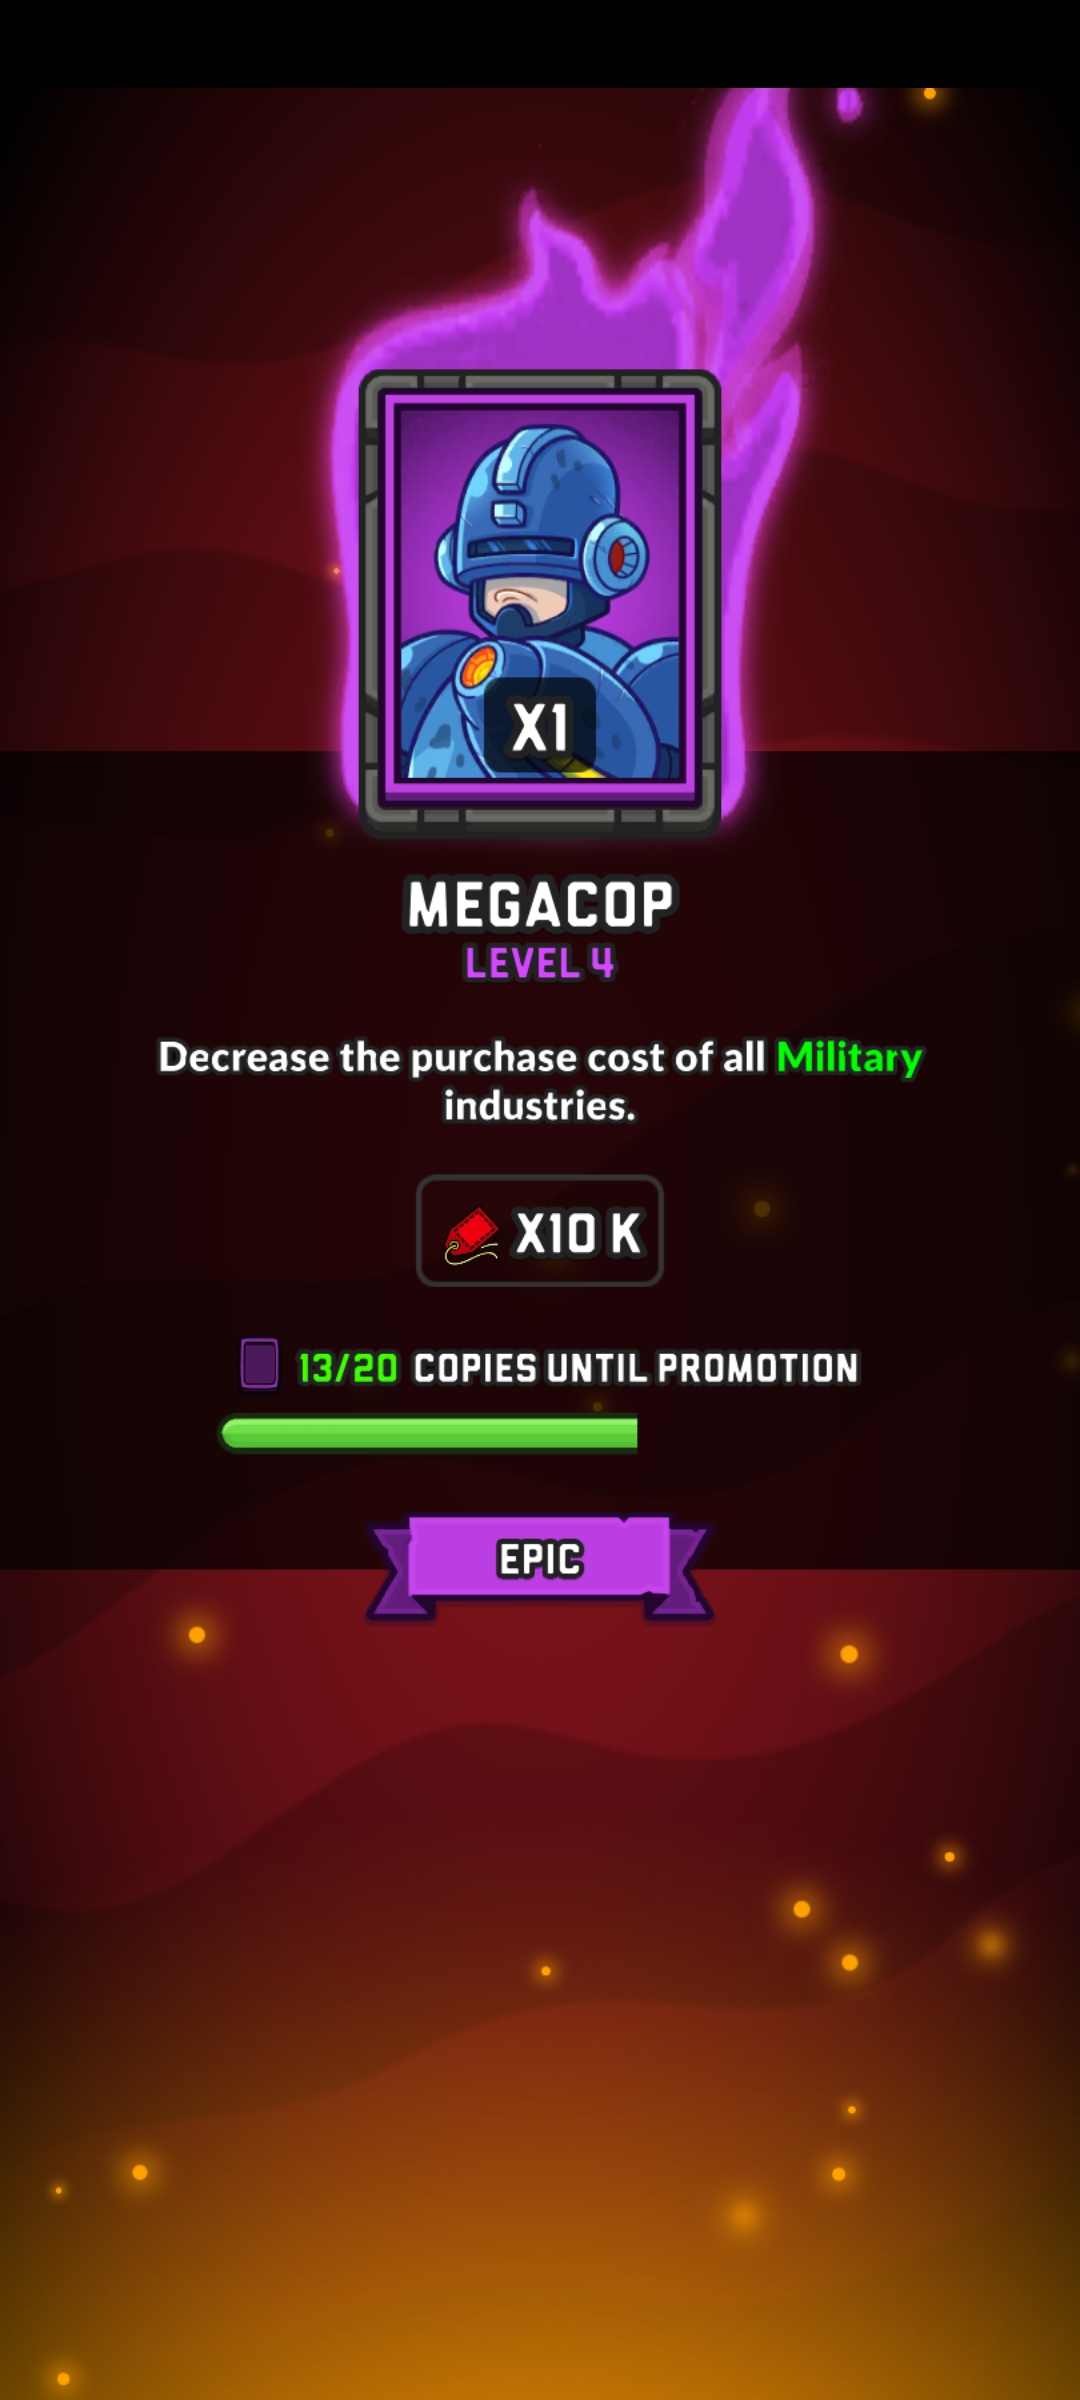 X1
MEGACOP
LEVEL 4
Decrease the purchase cost of all Military
industries.
X10 K
13/20 COPIES UNTIL PROMOTION
EPIC